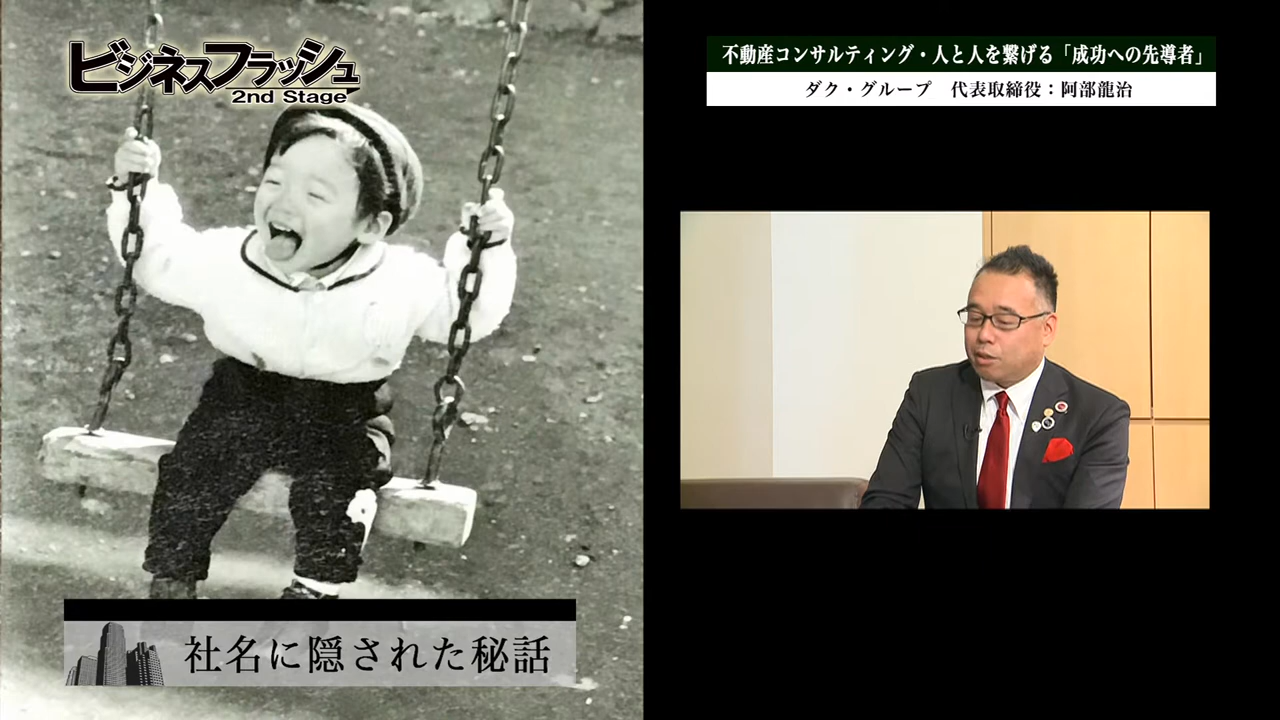 ビジネスフラッシュ
2nd Stage
不動産コンサルティング・人と人を繋げる「成功への先導者」
ダク・グループ　代表取締役：阿部龍治
社名に隠された秘話